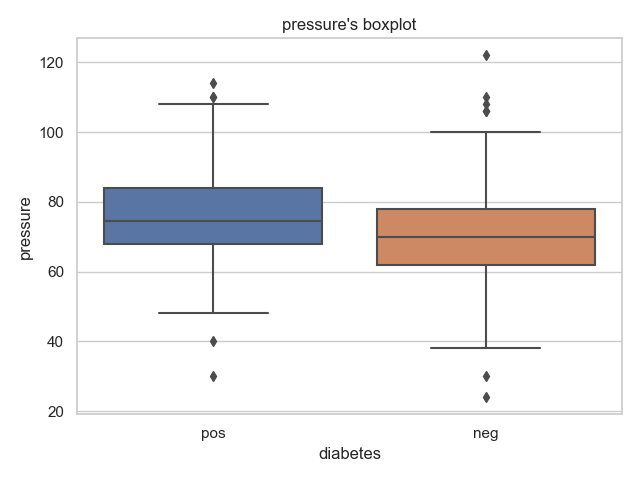 pressure's boxplot
120
100
80
60
40
20
pressure
pos
neg
diabetes